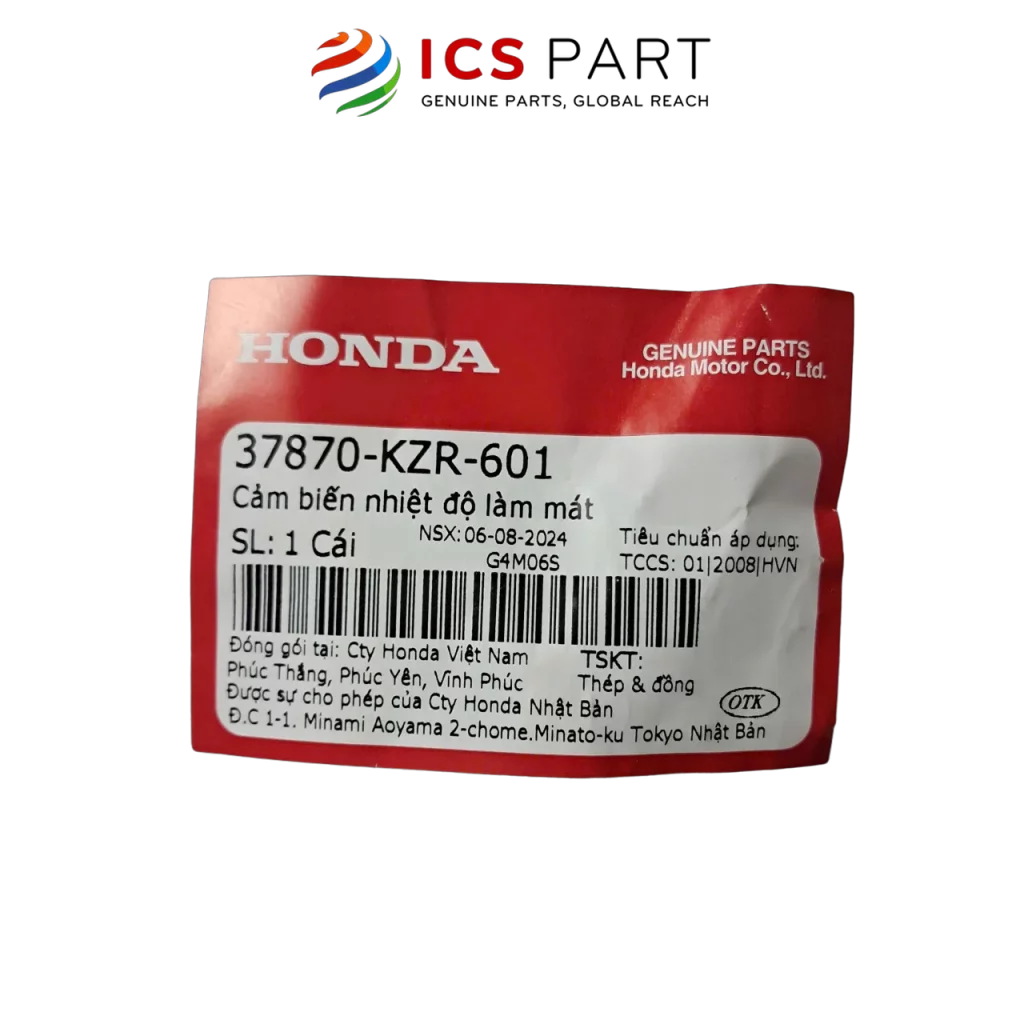 ICS PART
GENUINE PARTS, GLOBAL REACH
HONDA
GENUINE PARTS
Honda Motor Co., Ltd.
37870-KZR-601
Cảm biến nhiệt độ làm mát
SL: 1 Cái
NSX: 06-08-2024
G4M06S
Tiêu chuẩn áp dụng:
TCCS: 01|2008|HVN
Đóng gói tại: Cty Honda Việt Nam
Phúc Thắng, Phúc Yên, Vĩnh Phúc
TSKT:
Thép & đồng
Được sự cho phép của Cty Honda Nhật Bản
Đ.C 1-1. Minami Aoyama 2-chome.Minato-ku Tokyo Nhật Bản
OTK